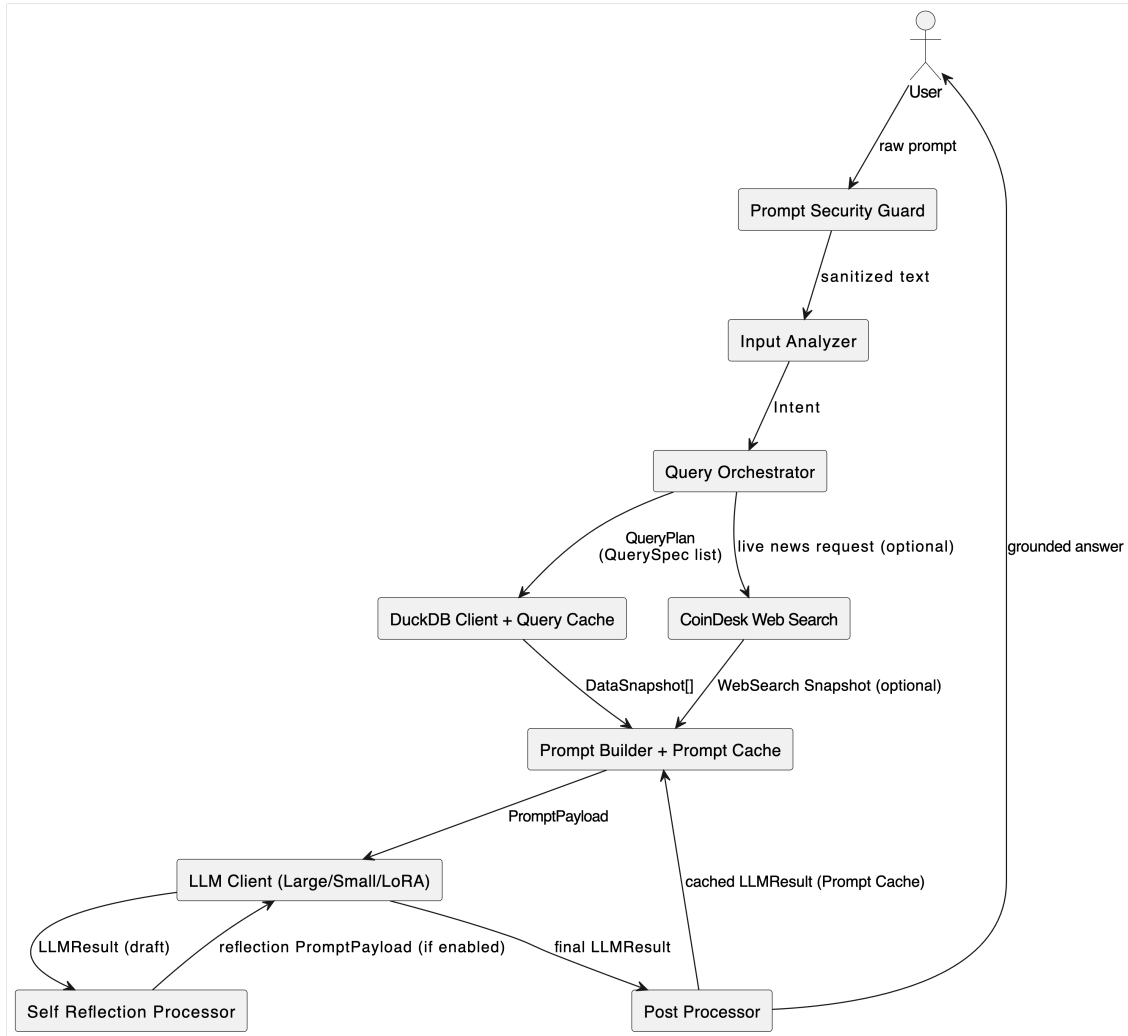 User
raw prompt
Prompt Security Guard
sanitized text
Input Analyzer
Intent
Query Orchestrator
QueryPlan
(QuerySpec list)
live news request (optional)
grounded answer
DuckDB Client + Query Cache
CoinDesk Web Search
DataSnapshot[]
WebSearch Snapshot (optional)
Prompt Builder + Prompt Cache
PromptPayload
LLM Client (Large/Small/LoRA)
cached LLMResult (Prompt Cache)
LLMResult (draft)
reflection PromptPayload (if enabled)
final LLMResult
Self Reflection Processor
Post Processor